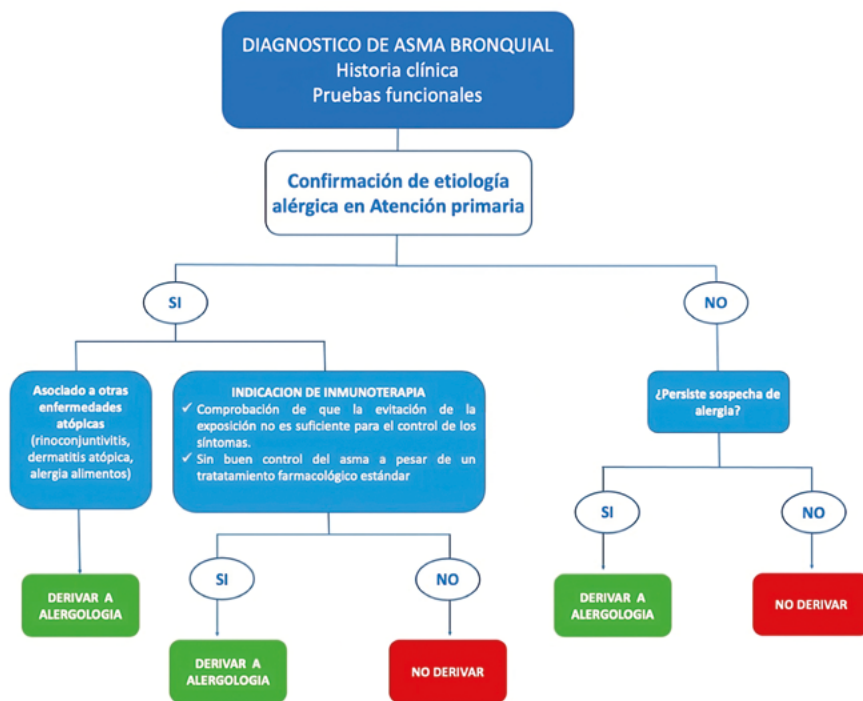 DIAGNOSTICO DE ASMA BRONQUIAL
Historia clínica
Pruebas funcionales
Confirmación de etiología
alérgica en Atención primaria
SI
NO
Asociado a otras
enfermedades
atópicas
(rinoconjuntivitis,
dermatitis atópica,
alergia alimentos)
INDICACION DE INMUNOTERAPIA
✓ Comprobación de que la evitación de la
exposición no es suficiente para el control de los
síntomas.
✓ Sin buen control del asma a pesar de un
tratatamiento farmacológico estándar
¿Persiste sospecha de
alergia?
SI
NO
SI
NO
DERIVAR A
ALERGOLOGIA
DERIVAR A
ALERGOLOGIA
NO DERIVAR
DERIVAR A
ALERGOLOGIA
NO DERIVAR